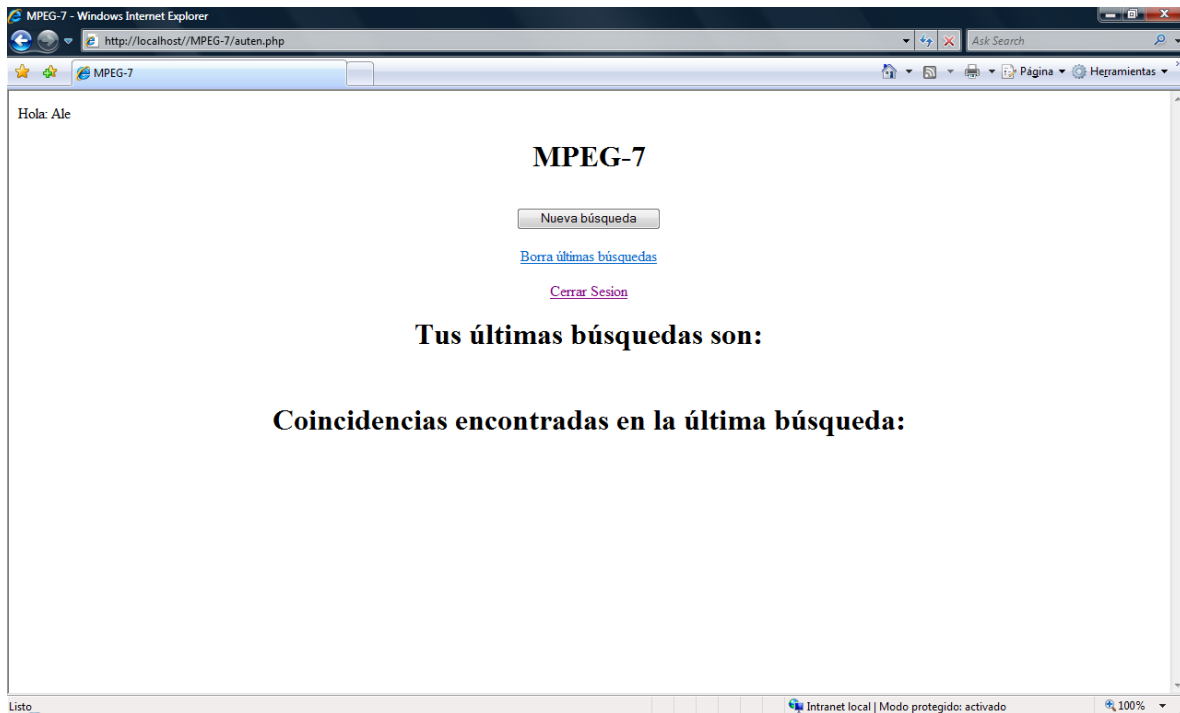 MPEG-7 - Windows Internet Explorer
http://localhost//MPEG-7/auten.php
Ask Search
MPEG-7
Página
Herramientas
Hola: Ale
MPEG-7
Nueva búsqueda
Borra últimas búsquedas
Cerrar Sesion
Tus últimas búsquedas son:
Coincidencias encontradas en la última búsqueda:
Listo
Intranet local | Modo protegido: activado
100%